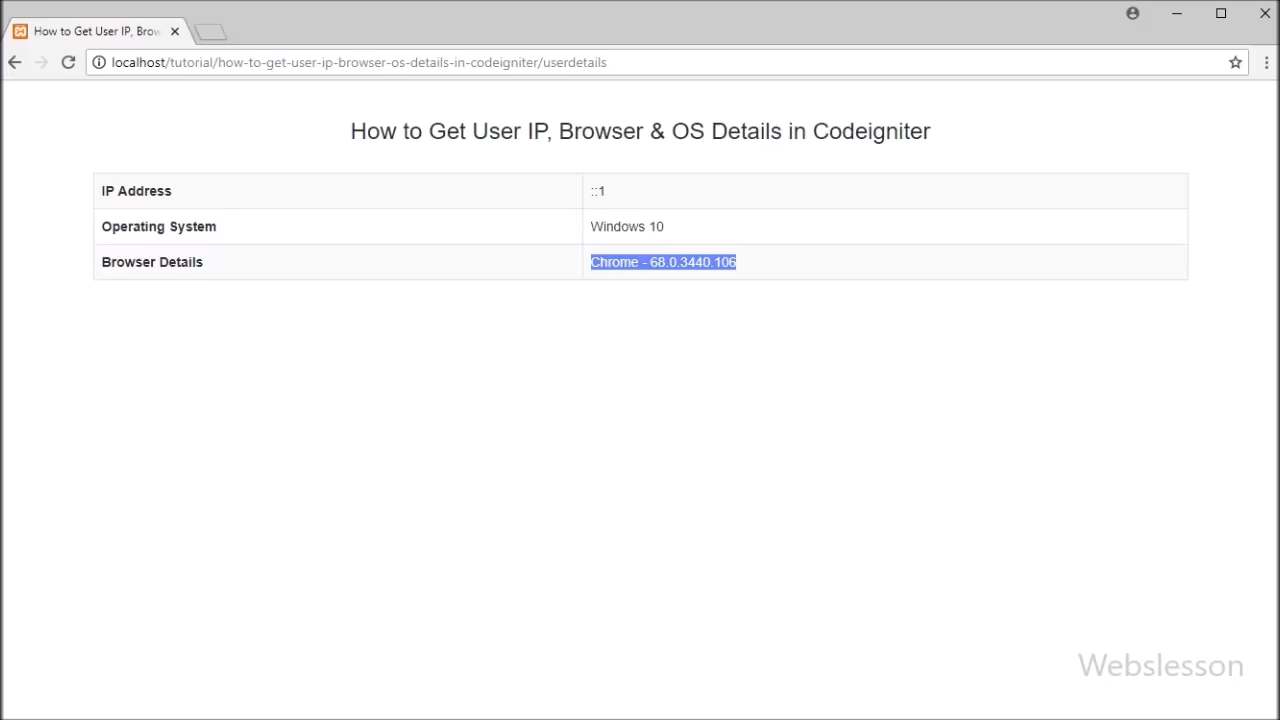 How to Get User IP, Brow
localhost/tutorial/how-to-get-user-ip-browser-os-details-in-codeigniter/userdetails
How to Get User IP, Browser & OS Details in Codeigniter
IP Address ::1
Operating System Windows 10
Browser Details Chrome - 68.0.3440.106
Webslesson